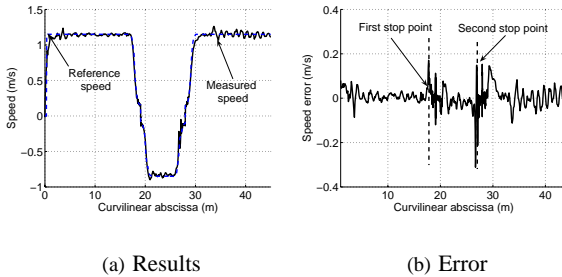 1.5
1
0.5
0
−0.5
−1
0 10 20 30 40
Speed (m/s)
Curvilinear abscissa (m)
Reference
speed
Measured
speed
(a) Results
0.4
0.2
0
−0.2
−0.4
10 20 30 40
Speed error (m/s)
Curvilinear abscissa (m)
First stop point
Second stop point
(b) Error